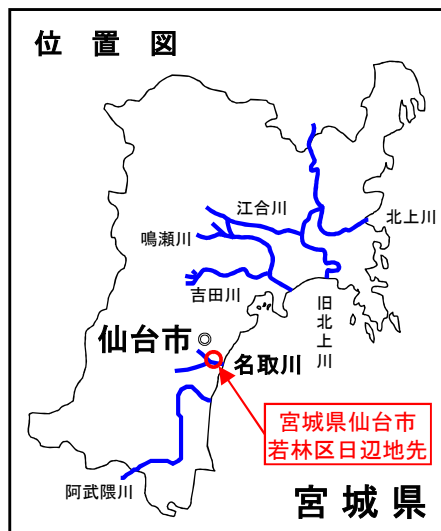 位置図
江合川
北上川
鳴瀬川
吉田川
旧北上川
仙台市
名取川
宮城県仙台市
若林区日辺地先
阿武隈川
宮城県